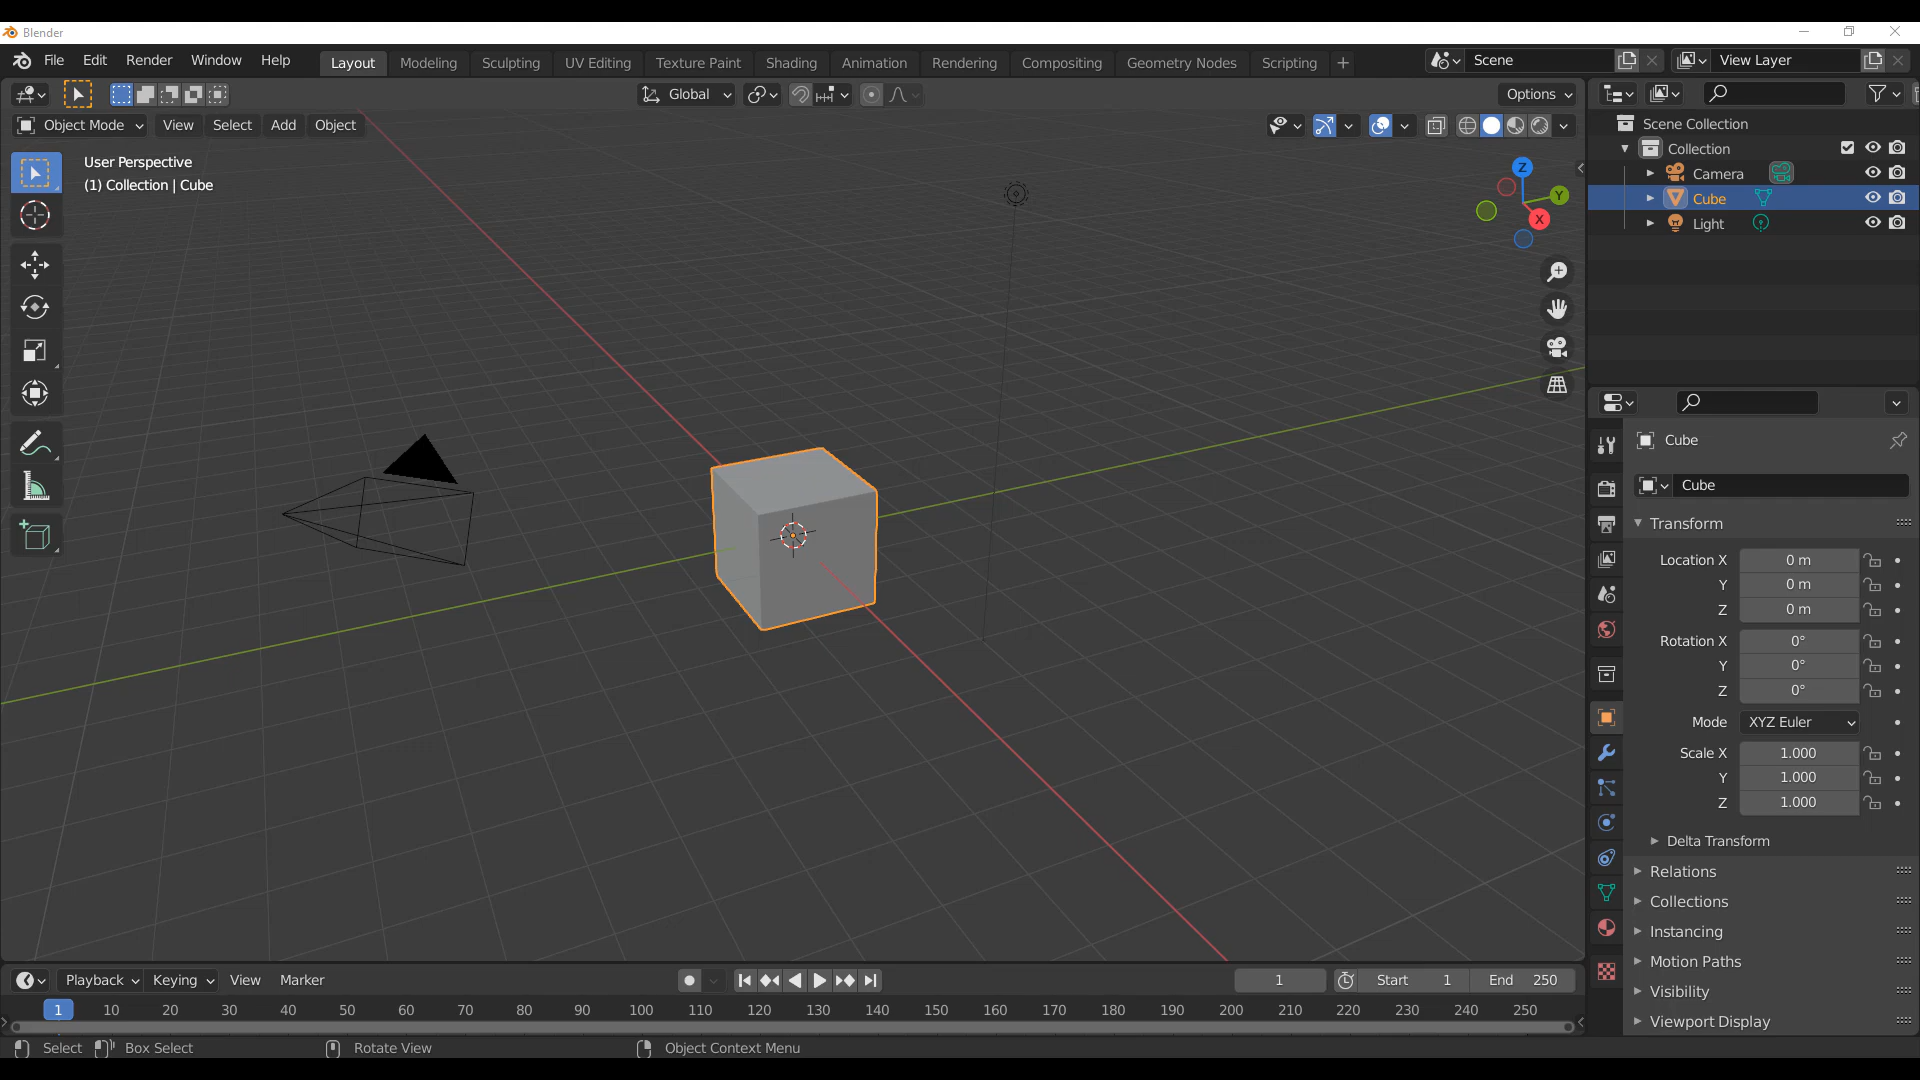 Blender
File Edit Render Window Help Layout Modeling Sculpting UV Editing Texture Paint Shading Animation Rendering Compositing Geometry Nodes Scripting + Scene View Layer
Global Options
Object Mode View Select Add Object
User Perspective
(1) Collection | Cube
Z
Y
X
Scene Collection
Collection
Camera
Cube
Light
Cube
Cube
Transform
Location X 0 m
Y 0 m
Z 0 m
Rotation X 0°
Y 0°
Z 0°
Mode XYZ Euler
Scale X 1.000
Y 1.000
Z 1.000
Delta Transform
Relations
Collections
Instancing
Motion Paths
Visibility
Viewport Display
Playback Keying View Marker 1 Start 1 End 250
1 10 20 30 40 50 60 70 80 90 100 110 120 130 140 150 160 170 180 190 200 210 220 230 240 250
Select Box Select Rotate View Object Context Menu